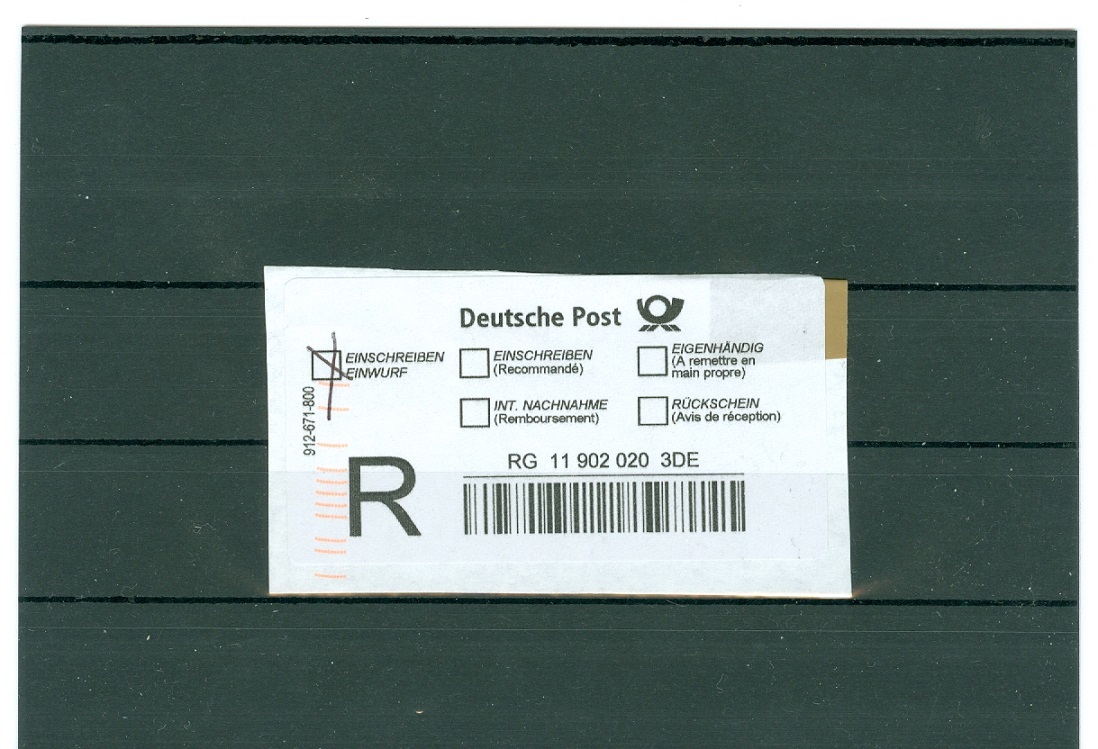 Deutsche Post
EINSCHREIBEN
EINWURF
EINSCHREIBEN
(Recommandé)
EIGENHÄNDIG
(A remettre en
main propre)
INT. NACHNAHME
(Remboursement)
RÜCKSCHEIN
(Avis de réception)
912-671-800
R
RG 11 902 020 3DE